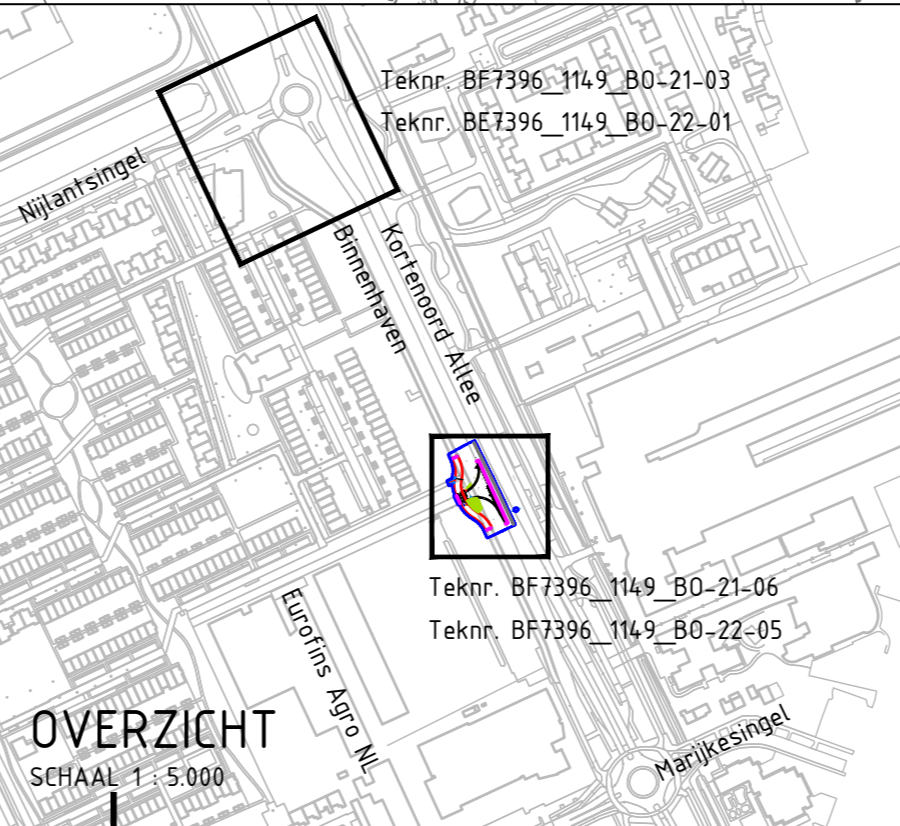 Teknr. BF7396_1149_BO-21-03
Teknr. BE7396_1149_BO-22-01
Nijlantsingel
Binnenhaven
Kortenoord Allee
Teknr. BF7396_1149_BO-21-06
Teknr. BF7396_1149_BO-22-05
Eurofins Agro NL
OVERZICHT
SCHAAL 1 : 5.000
Marijkesingel